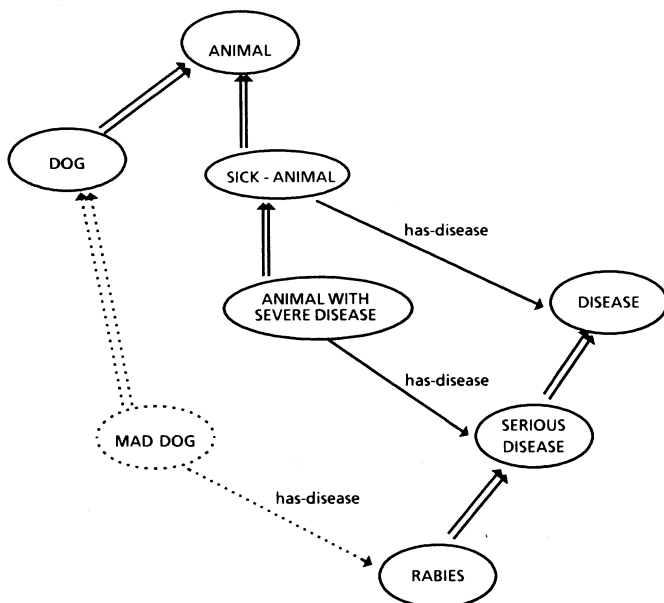 ANIMAL
DOG
SICK - ANIMAL
has-disease
ANIMAL WITH
SEVERE DISEASE
DISEASE
has-disease
SERIOUS
DISEASE
MAD DOG
has-disease
RABIES